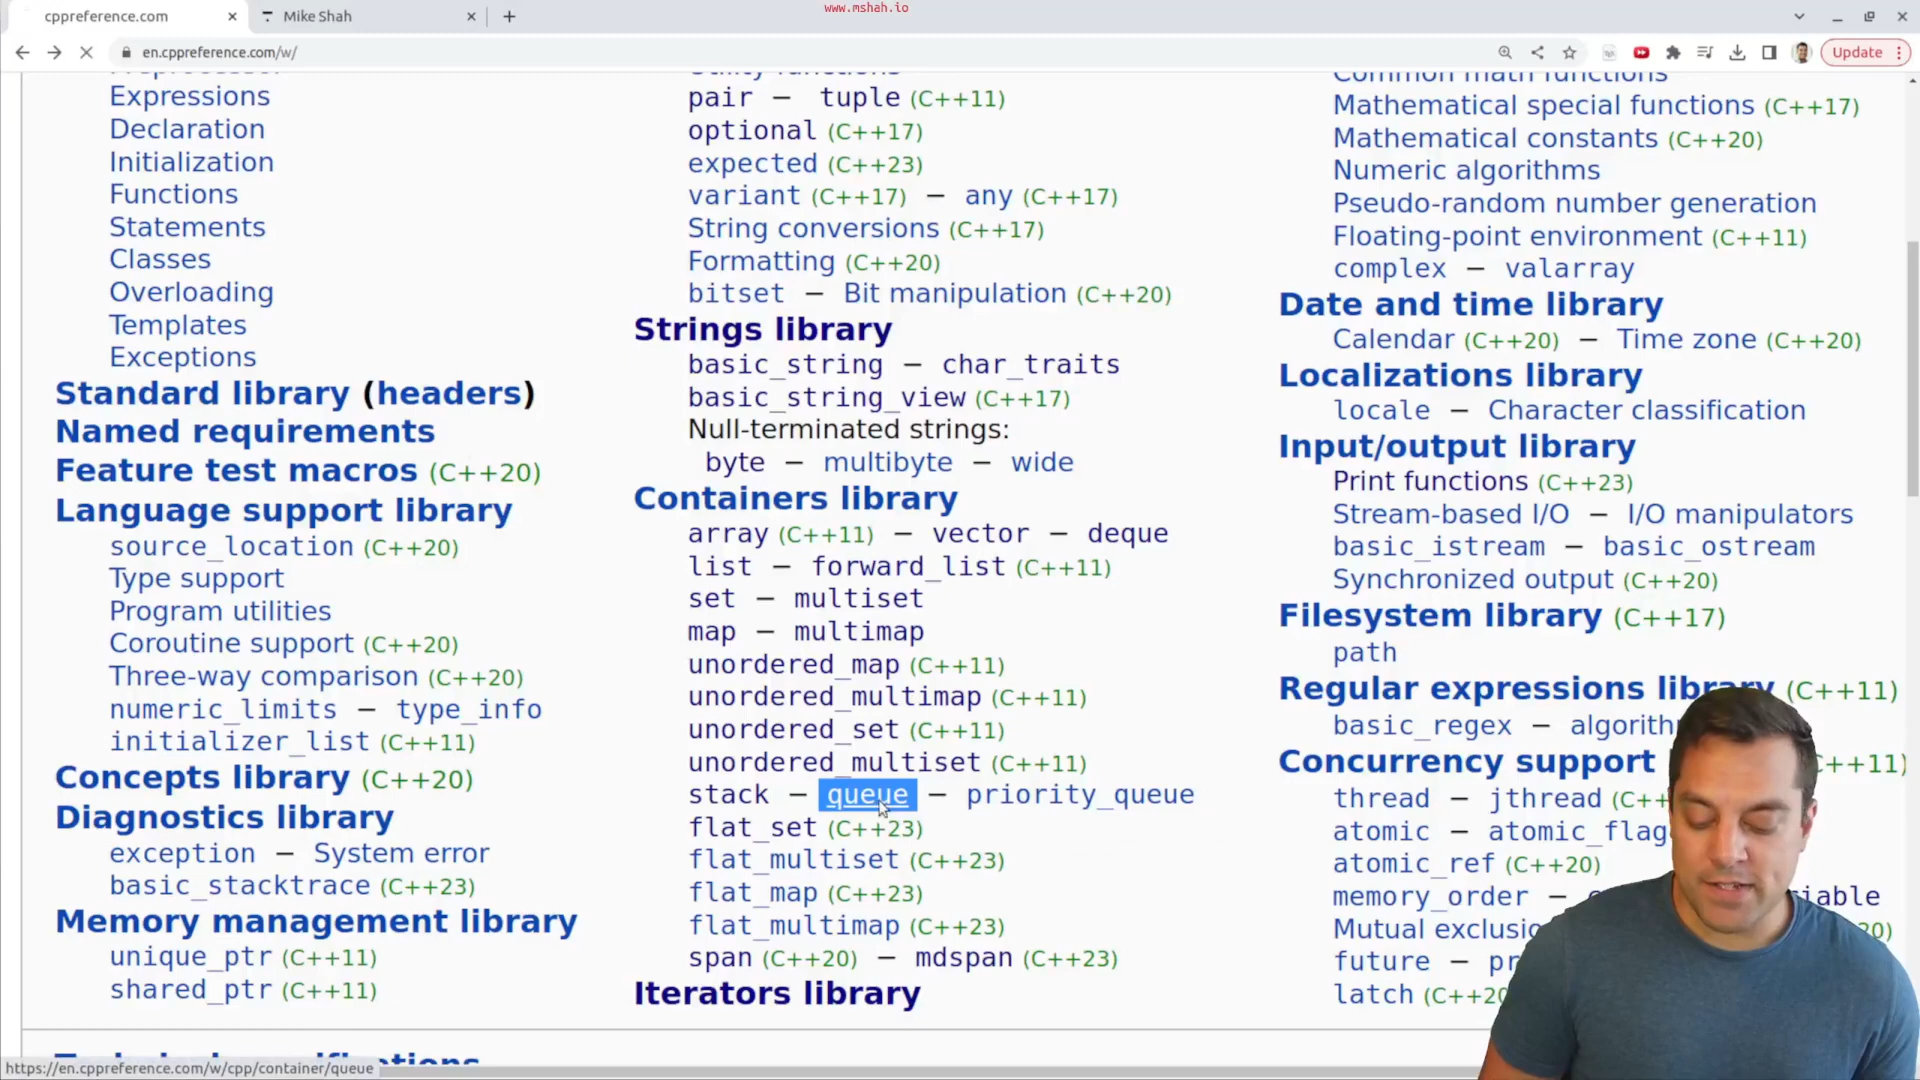 www.mshah.io
cppreference.com
Mike Shah
en.cppreference.com/w/
Update
Expressions
Declaration
Initialization
Functions
Statements
Classes
Overloading
Templates
Exceptions
Standard library (headers)
Named requirements
Feature test macros (C++20)
Language support library
source_location (C++20)
Type support
Program utilities
Coroutine support (C++20)
Three-way comparison (C++20)
numeric_limits – type_info
initializer_list (C++11)
Concepts library (C++20)
Diagnostics library
exception – System error
basic_stacktrace (C++23)
Memory management library
unique_ptr (C++11)
shared_ptr (C++11)
Utility functions
pair – tuple (C++11)
optional (C++17)
expected (C++23)
variant (C++17) – any (C++17)
String conversions (C++17)
Formatting (C++20)
bitset – Bit manipulation (C++20)
Strings library
basic_string – char_traits
basic_string_view (C++17)
Null-terminated strings:
byte – multibyte – wide
Containers library
array (C++11) – vector – deque
list – forward_list (C++11)
set – multiset
map – multimap
unordered_map (C++11)
unordered_multimap (C++11)
unordered_set (C++11)
unordered_multiset (C++11)
stack – queue – priority_queue
flat_set (C++23)
flat_multiset (C++23)
flat_map (C++23)
flat_multimap (C++23)
span (C++20) – mdspan (C++23)
Iterators library
Common math functions
Mathematical special functions (C++17)
Mathematical constants (C++20)
Numeric algorithms
Pseudo-random number generation
Floating-point environment (C++11)
complex – valarray
Date and time library
Calendar (C++20) – Time zone (C++20)
Localizations library
locale – Character classification
Input/output library
Print functions (C++23)
Stream-based I/O – I/O manipulators
basic_istream – basic_ostream
Synchronized output (C++20)
Filesystem library (C++17)
path
Regular expressions library (C++11)
basic_regex –
Concurrency support C++11)
thread – jthread
atomic – atomic_flag
atomic_ref (C++20)
memory_order –
Mutual
future –
latch
https://en.cppreference.com/w/cpp/container/queue